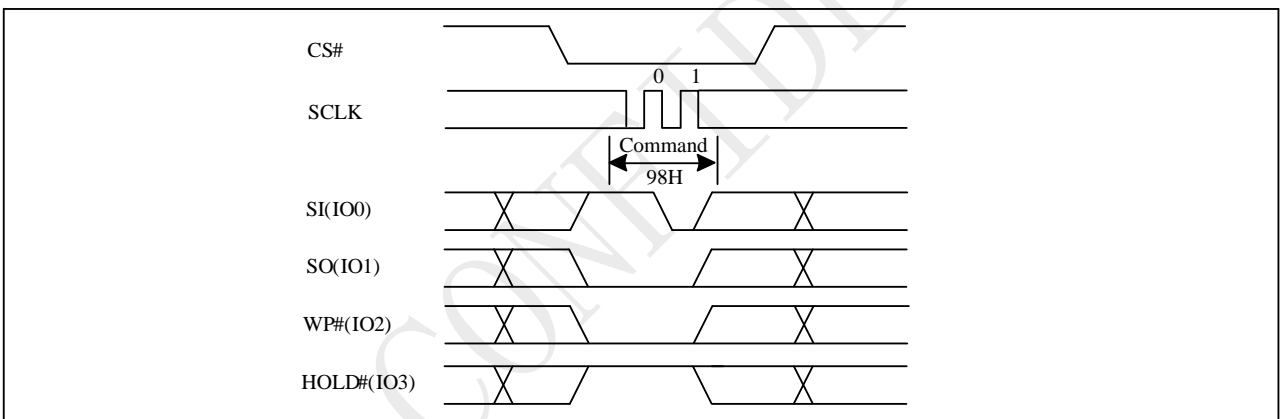 CS#
0 1
SCLK
Command
98H
SI(IO0)
SO(IO1)
WP#(IO2)
HOLD#(IO3)